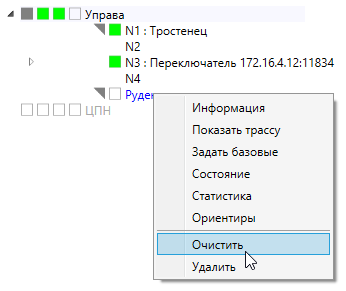 Управа
N1 : Тростенец
N2
N3 : Переключатель 172.16.4.12:11834
N4
ЦПН
Информация
Показать трассу
Задать базовые
Состояние
Статистика
Ориентиры
Очистить
Удалить